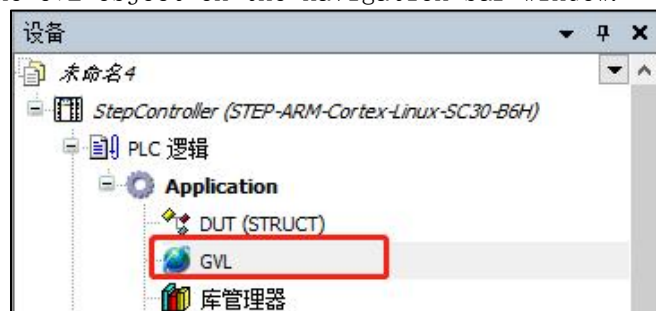 设备
未命名4
StepController (STEP-ARM-Cortex-Linux-SC30-B6H)
PLC 逻辑
Application
DUT (STRUCT)
GVL
库管理器